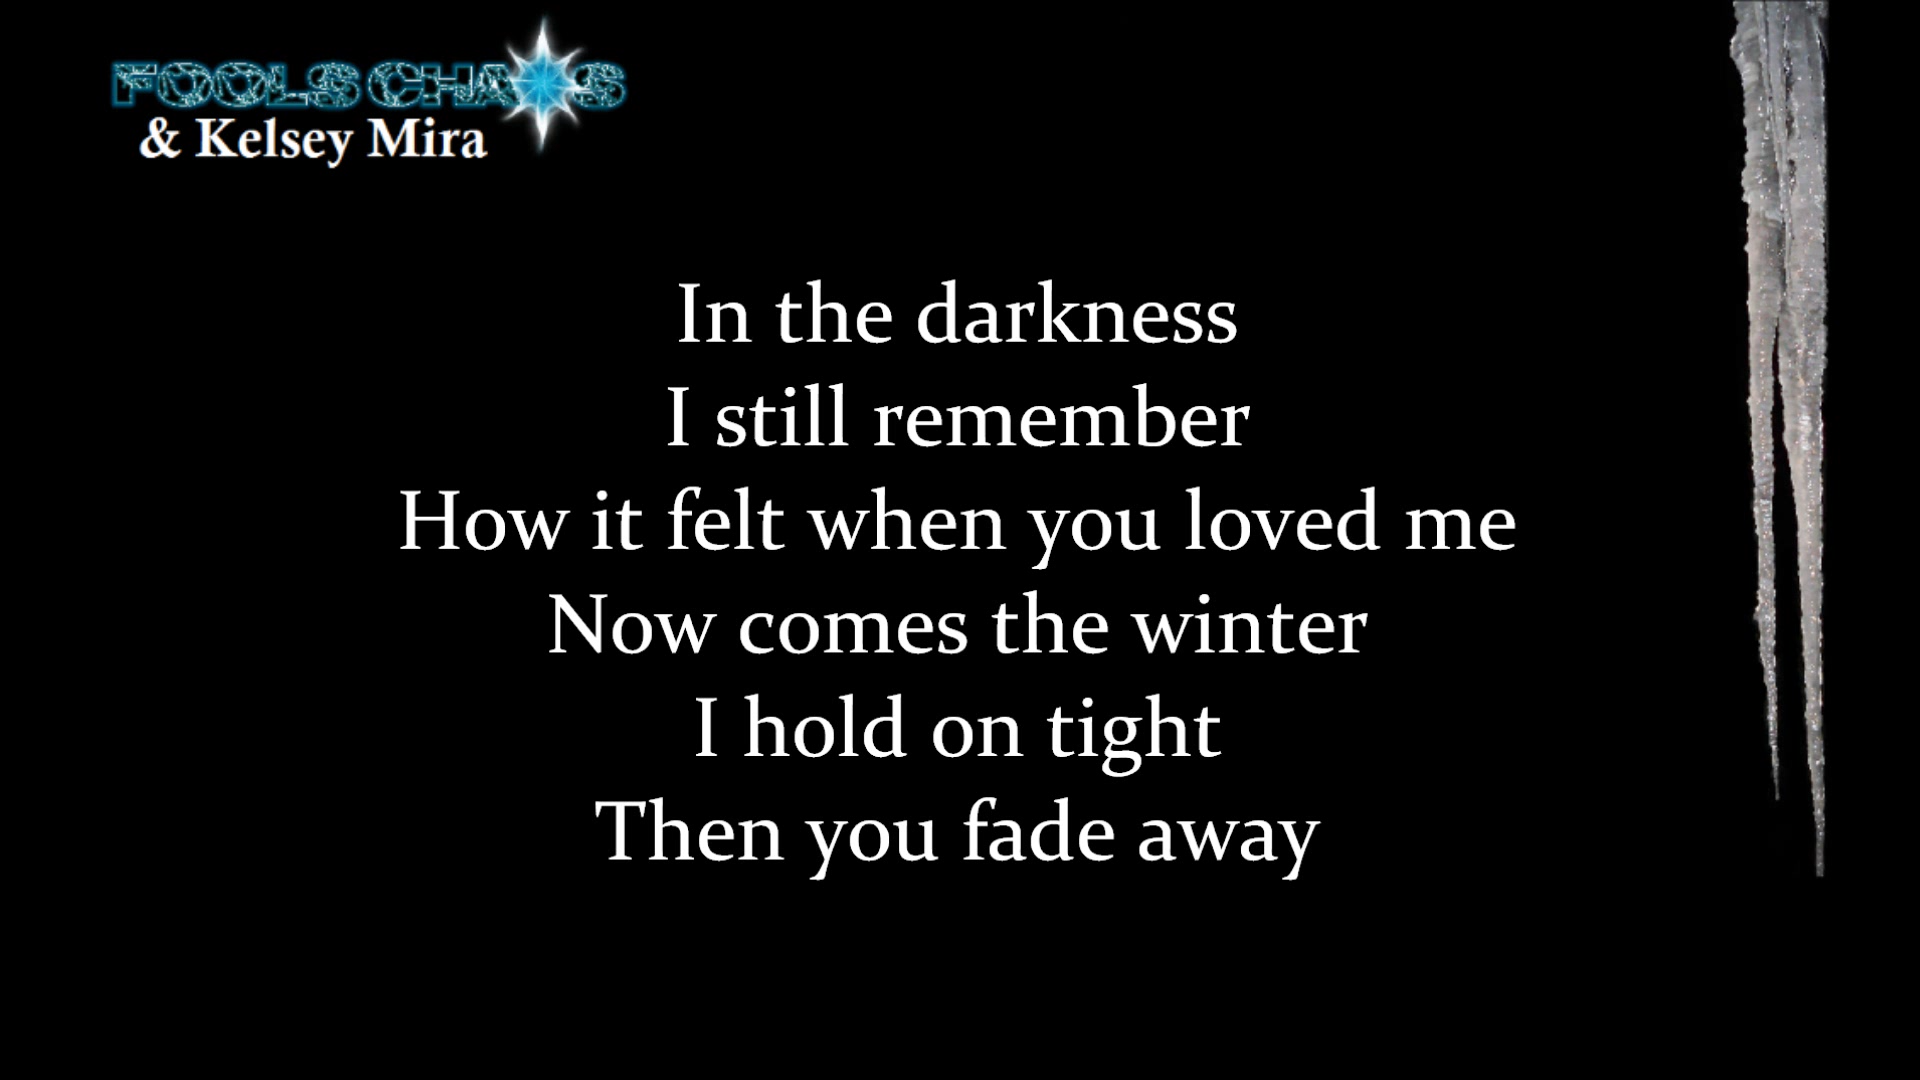 FOOLS CHAOS
& Kelsey Mira
In the darkness
I still remember
How it felt when you loved me
Now comes the winter
I hold on tight
Then you fade away